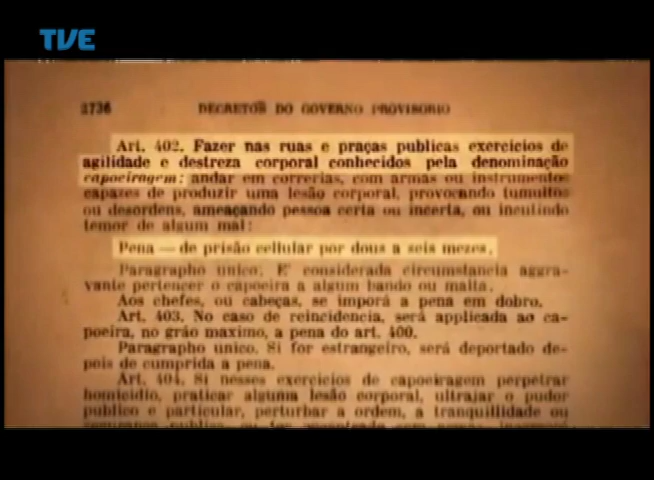 TVE
2736 DECRETOS DO GOVERNO PROVISORIO
Art. 402. Fazer nas ruas e praças publicas exercicios de
agilidade e destreza corporal conhecidos pela denominação
capoeiragem: andar em correrias, com armas ou instrumentos
capazes de produzir uma lesão corporal, provocando tumultos
ou desordens, ameaçando pessoa certa ou incerta, ou incutindo
temor de algum mal:
Pena — de prisão cellular por dous a seis mezes.
Paragrapho unico. E' considerada circumstancia aggra-
vante pertencer o capoeira a algum bando ou malta.
Aos chefes, ou cabeças, se imporá a pena em dobro.
Art. 403. No caso de reincidencia, será applicada ao ca-
poeira, no gráo maximo, a pena do art. 400.
Paragrapho unico. Si for estrangeiro, será deportado de-
pois de cumprida a pena.
Art. 404. Si nesses exercicios de capoeiragem perpetrar
homicidio, praticar alguma lesão corporal, ultrajar o pudor
publico e particular, perturbar a ordem, a tranquillidade ou